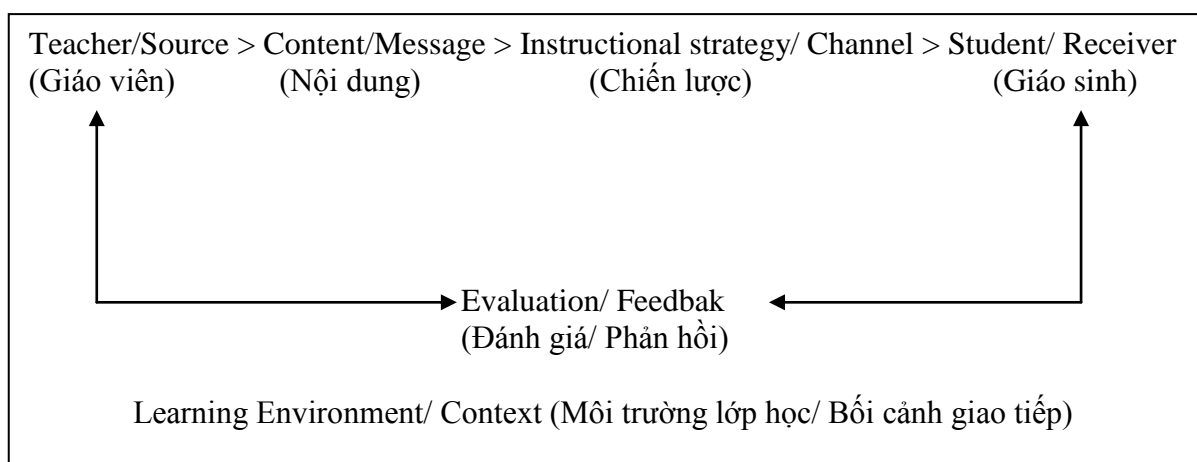 Teacher/Source > Content/Message > Instructional strategy/ Channel > Student/ Receiver
(Giáo viên) (Nội dung) (Chiến lược) (Giáo sinh)
Evaluation/ Feedbak
(Đánh giá/ Phản hồi)
Learning Environment/ Context (Môi trường lớp học/ Bối cảnh giao tiếp)